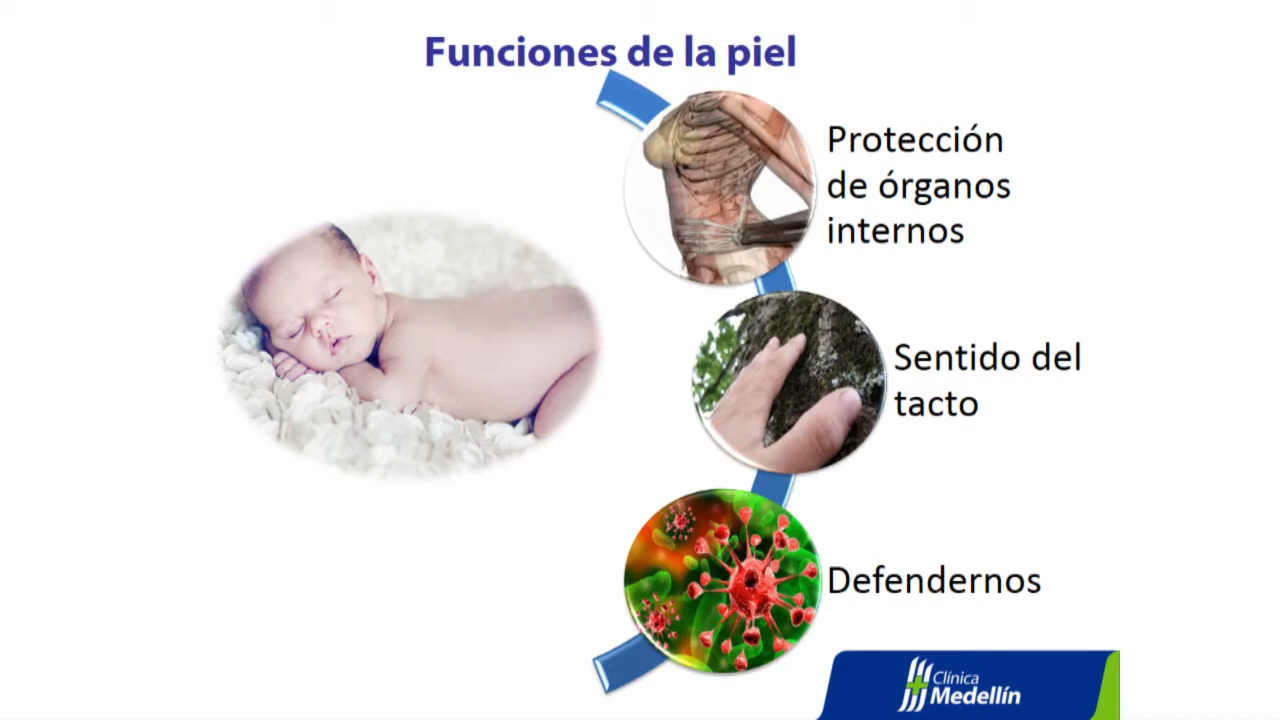 Funciones de la piel
Protección
de órganos
internos
Sentido del
tacto
Defendernos
Clínica
Medellín